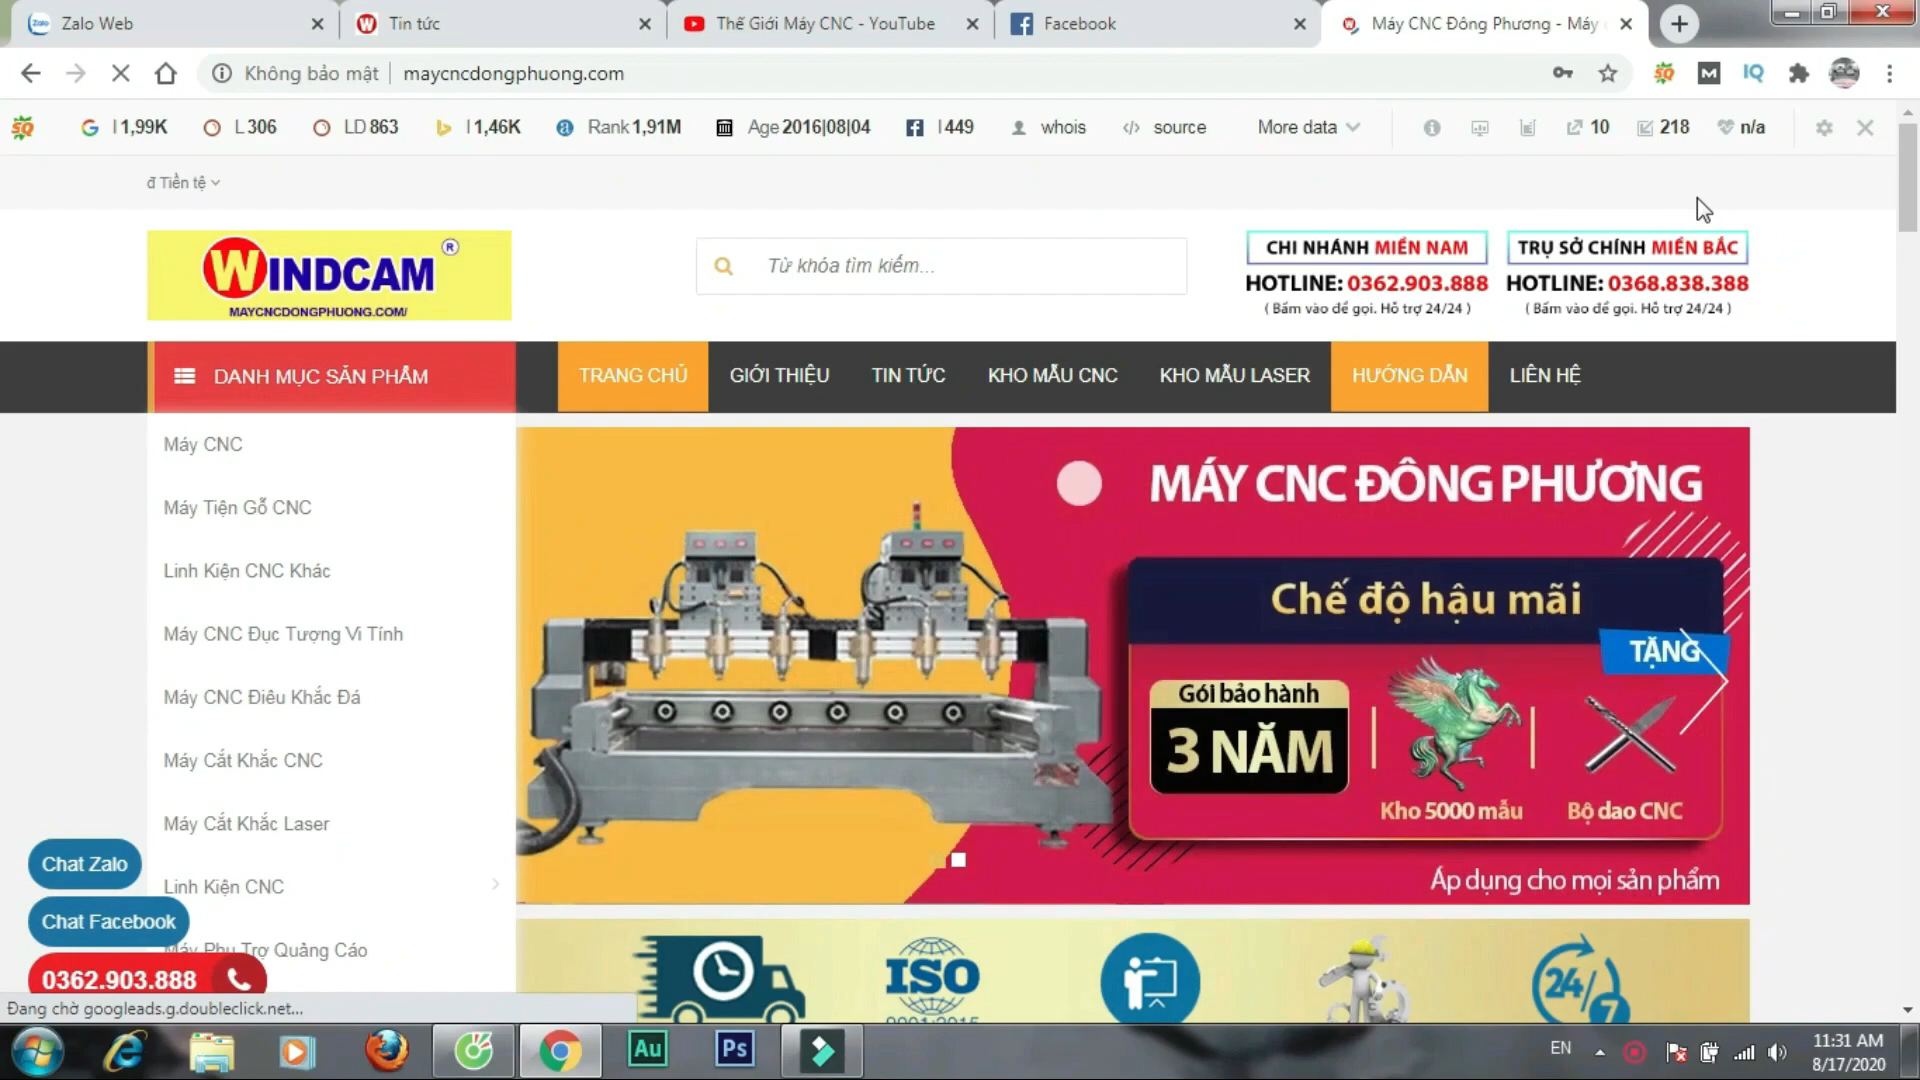 Zalo Web
Tin tức
Thế Giới Máy CNC - YouTube
Facebook
Máy CNC Đông Phương - Máy
Không bảo mật
maycncdongphuong.com
I 1,99K
L 306
LD 863
I 1,46K
Rank 1,91M
Age 2016|08|04
I 449
whois
source
More data
10
218
n/a
đ Tiền tệ
WINDCAM ®
MAYCNCDONGPHUONG.COM/
Từ khóa tìm kiếm...
CHI NHÁNH MIỀN NAM
HOTLINE: 0362.903.888
( Bấm vào để gọi. Hỗ trợ 24/24 )
TRỤ SỞ CHÍNH MIỀN BẮC
HOTLINE: 0368.838.388
( Bấm vào để gọi. Hỗ trợ 24/24 )
DANH MỤC SẢN PHẨM
TRANG CHỦ
GIỚI THIỆU
TIN TỨC
KHO MẪU CNC
KHO MẪU LASER
HƯỚNG DẪN
LIÊN HỆ
Máy CNC
Máy Tiện Gỗ CNC
Linh Kiện CNC Khác
Máy CNC Đục Tượng Vi Tính
Máy CNC Điêu Khắc Đá
Máy Cắt Khắc CNC
Máy Cắt Khắc Laser
Linh Kiện CNC
Máy Phụ Trợ Quảng Cáo
MÁY CNC ĐÔNG PHƯƠNG
Chế độ hậu mãi
TẶNG
Gói bảo hành
3 NĂM
Kho 5000 mẫu
Bộ dao CNC
Áp dụng cho mọi sản phẩm
ISO
9001:2015
24/7
Chat Zalo
Chat Facebook
0362.903.888
Đang chờ googleads.g.doubleclick.net...
Au
Ps
EN
11:31 AM
8/17/2020